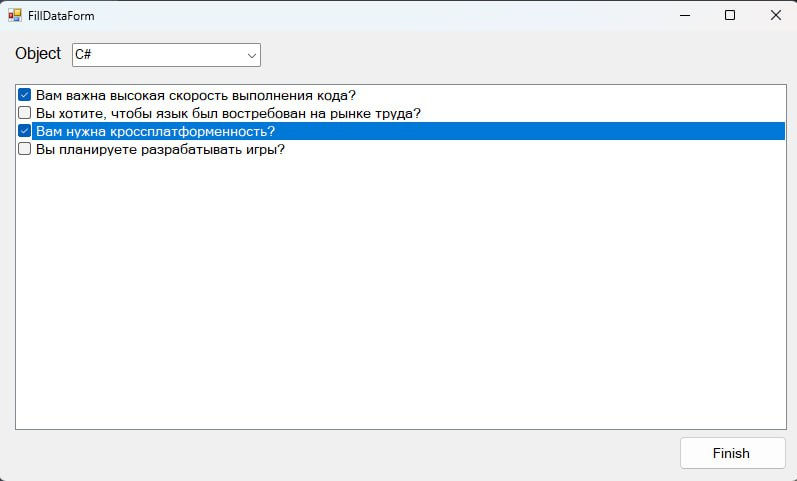 FillDataForm
Object C#
Вам важна высокая скорость выполнения кода?
Вы хотите, чтобы язык был востребован на рынке труда?
Вам нужна кроссплатформенность?
Вы планируете разрабатывать игры?
Finish